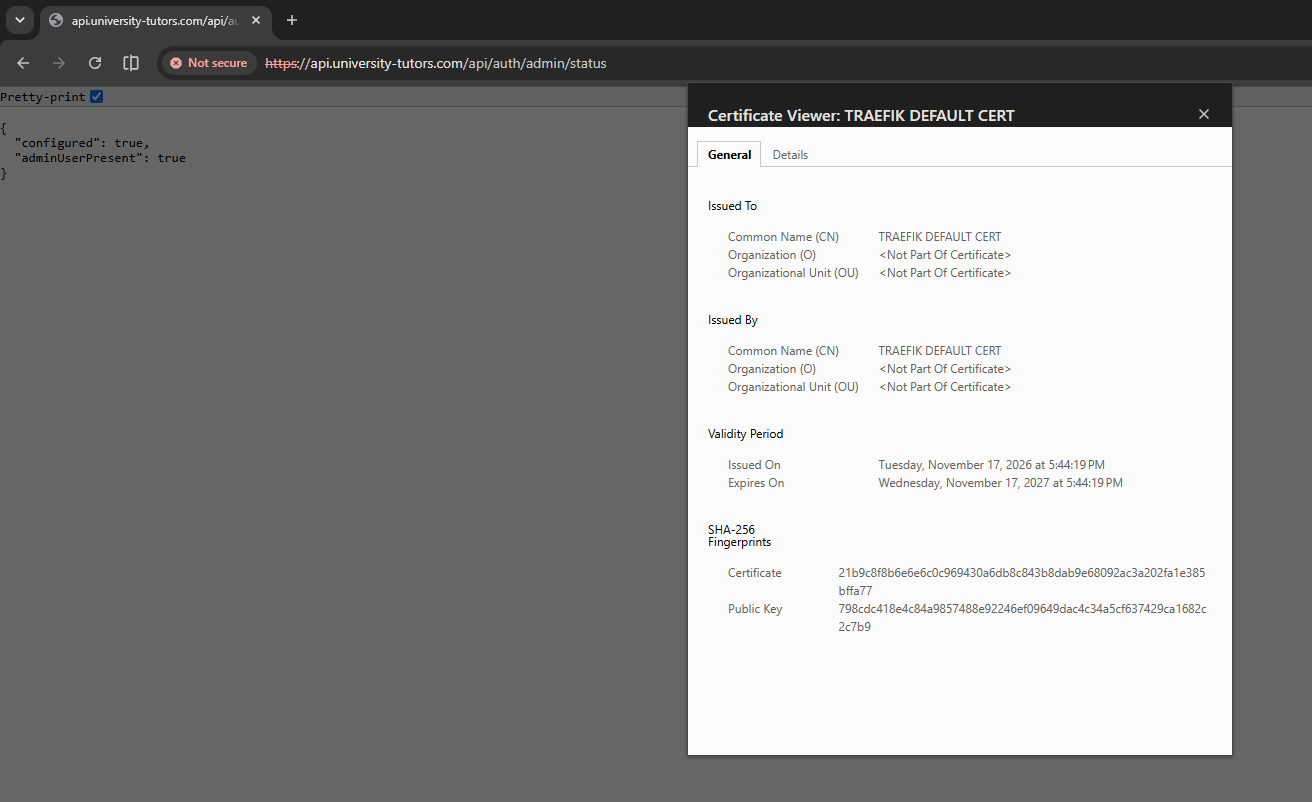 api.university-tutors.com/api/au
Not secure
https://api.university-tutors.com/api/auth/admin/status
Pretty-print
{
"configured": true,
"adminUserPresent": true
}
Certificate Viewer: TRAEFIK DEFAULT CERT
General
Details
Issued To
Common Name (CN) TRAEFIK DEFAULT CERT
Organization (O) <Not Part Of Certificate>
Organizational Unit (OU) <Not Part Of Certificate>
Issued By
Common Name (CN) TRAEFIK DEFAULT CERT
Organization (O) <Not Part Of Certificate>
Organizational Unit (OU) <Not Part Of Certificate>
Validity Period
Issued On Tuesday, November 17, 2026 at 5:44:19 PM
Expires On Wednesday, November 17, 2027 at 5:44:19 PM
SHA-256
Fingerprints
Certificate 21b9c8f8b6e6e6c0c969430a6db8c843b8dab9e68092ac3a202fa1e385
bffa77
Public Key 798cdc418e4c84a9857488e92246ef09649dac4c34a5cf637429ca1682c
2c7b9